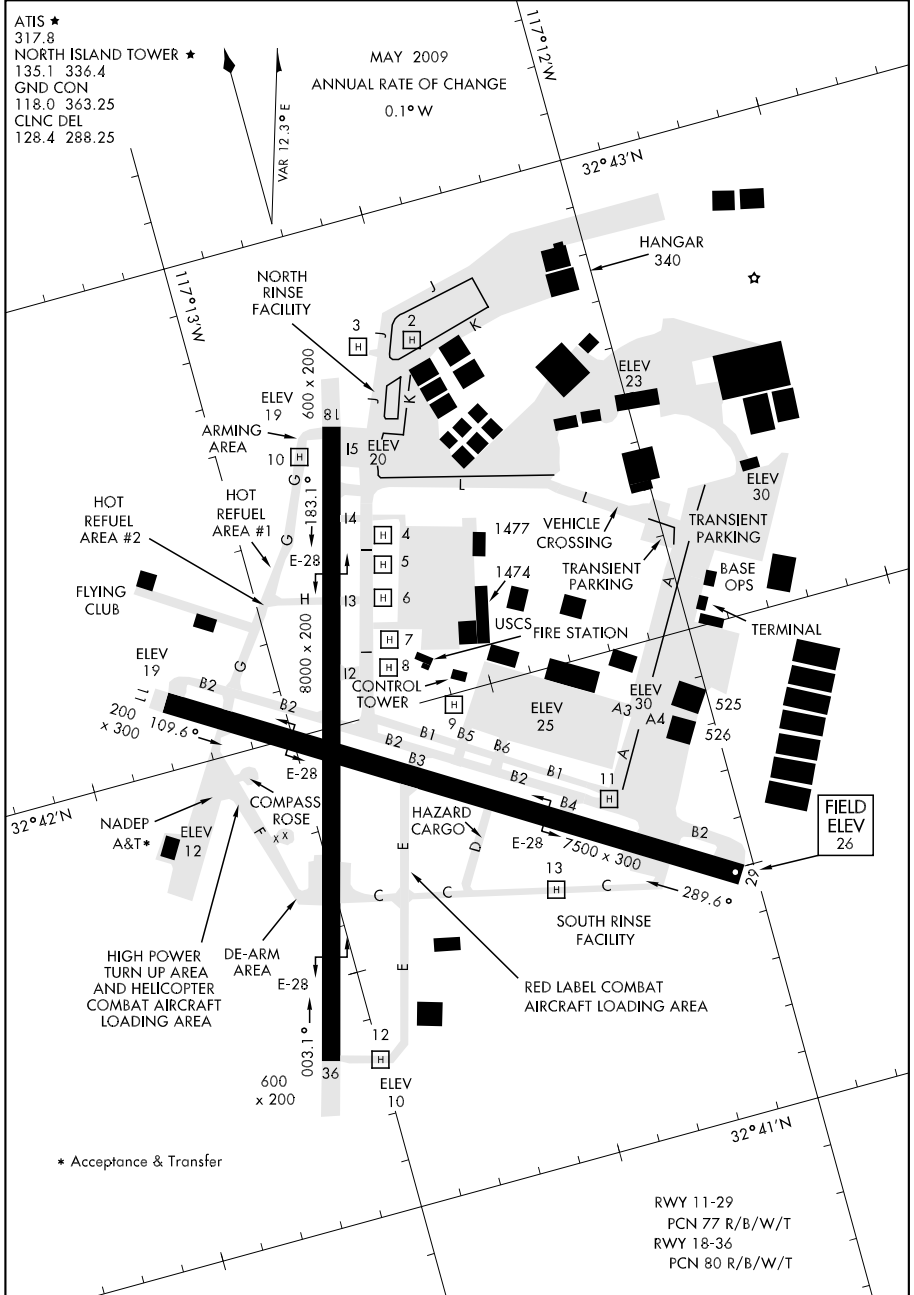 ATIS ★
317.8
NORTH ISLAND TOWER ★
135.1 336.4
GND CON
118.0 363.25
CLNC DEL
128.4 288.25
VAR 12.3° E
MAY 2009
ANNUAL RATE OF CHANGE
0.1° W
117° 12'W
32° 43'N
117° 13'W
HANGAR
340
NORTH
RINSE
FACILITY
J
K
3
H
2
H
J
J
K
ELEV
23
ELEV
19
600 x 200
18
ARMING
AREA
10
H
I5
ELEV
20
L
L
ELEV
30
G
G
183.1°
HOT
REFUEL
AREA #2
HOT
REFUEL
AREA #1
I4
H
4
1477
VEHICLE
CROSSING
TRANSIENT
PARKING
E-28
H
5
1474
TRANSIENT
PARKING
A
BASE
OPS
FLYING
CLUB
H
I3
H
6
USCS
FIRE STATION
TERMINAL
8000 x 200
H
7
G
I2
H
8
CONTROL
TOWER
ELEV
19
11
B2
B2
H
9
ELEV
25
ELEV
30
A3
A4
525
526
200
x 300
109.6°
E-28
B2
B1
B5
B6
B3
B2
B1
B4
A
11
H
32° 42'N
NADEP
A&T*
ELEV
12
COMPASS
ROSE
F
x x
HAZARD
CARGO
E
D
E-28
7500 x 300
B2
FIELD
ELEV
26
29
289.6°
13
H
C
C
C
SOUTH RINSE
FACILITY
HIGH POWER
TURN UP AREA
AND HELICOPTER
COMBAT AIRCRAFT
LOADING AREA
DE-ARM
AREA
E-28
E
RED LABEL COMBAT
AIRCRAFT LOADING AREA
003.1°
12
H
36
600
x 200
ELEV
10
32° 41'N
* Acceptance & Transfer
RWY 11-29
PCN 77 R/B/W/T
RWY 18-36
PCN 80 R/B/W/T